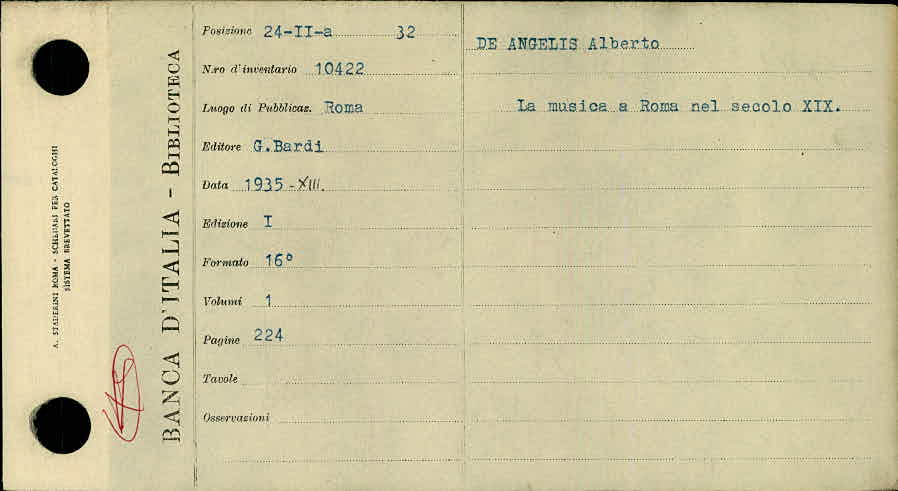 A. STADERINI ROMA - SCHEDARI PER CATALOGHI
SISTEMA BREVETTATO
BANCA D'ITALIA - BIBLIOTECA
Posizione 24-II-a 32
N.ro d'inventario 10422
Luogo di Pubblicaz. Roma
Editore G.Bardi
Data 1935 - XIII.
Edizione I
Formato 16°
Volumi 1
Pagine 224
Tavole
Osservazioni
DE ANGELIS Alberto
La musica a Roma nel secolo XIX.